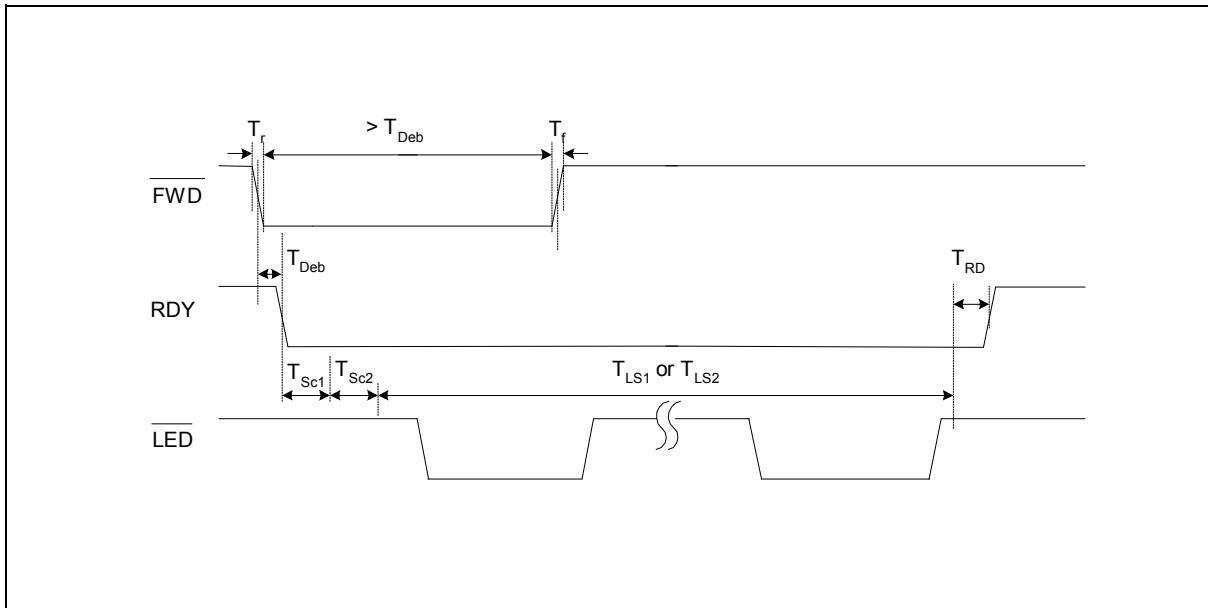 Tr
> TDeb
Tf
FWD
TDeb
TRD
RDY
TSc1
TSc2
TLS1 or TLS2
LED